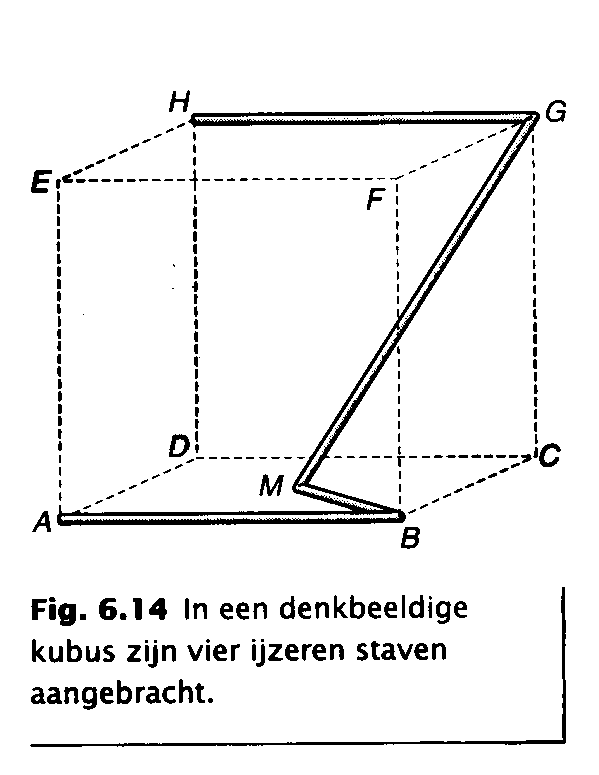 H
G
E
F
D
C
M
A
B
Fig. 6.14 In een denkbeeldige
kubus zijn vier ijzeren staven
aangebracht.